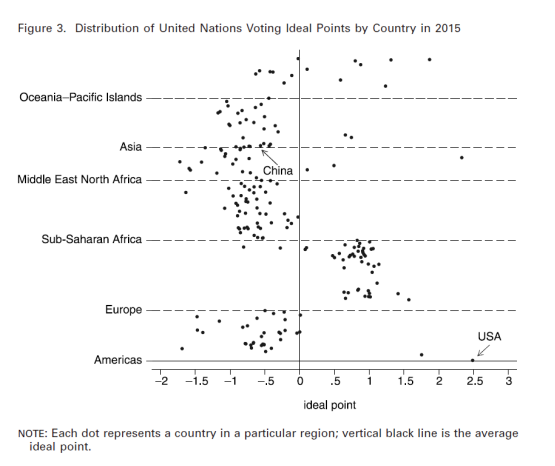 Figure 3. Distribution of United Nations Voting Ideal Points by Country in 2015
Oceania–Pacific Islands
Asia
China
Middle East North Africa
Sub-Saharan Africa
Europe
USA
Americas
-2 -1.5 -1 -.5 0 .5 1 1.5 2 2.5 3
ideal point
NOTE: Each dot represents a country in a particular region; vertical black line is the average
ideal point.